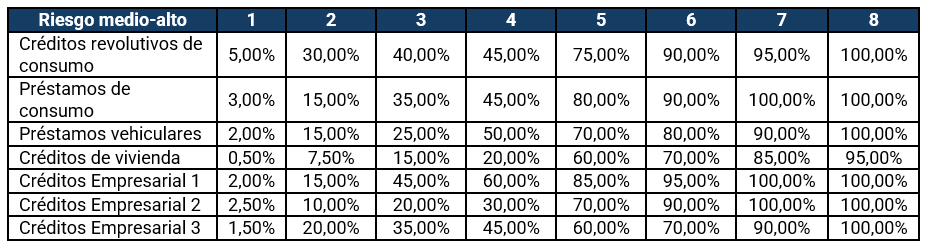 Riesgo medio-alto 1 2 3 4 5 6 7 8
Créditos revolutivos de
consumo 5,00% 30,00% 40,00% 45,00% 75,00% 90,00% 95,00% 100,00%
Préstamos de
consumo 3,00% 15,00% 35,00% 45,00% 80,00% 90,00% 100,00% 100,00%
Préstamos vehiculares 2,00% 15,00% 25,00% 50,00% 70,00% 80,00% 90,00% 100,00%
Créditos de vivienda 0,50% 7,50% 15,00% 20,00% 60,00% 70,00% 85,00% 95,00%
Créditos Empresarial 1 2,00% 15,00% 45,00% 60,00% 85,00% 95,00% 100,00% 100,00%
Créditos Empresarial 2 2,50% 10,00% 20,00% 30,00% 70,00% 90,00% 100,00% 100,00%
Créditos Empresarial 3 1,50% 20,00% 35,00% 45,00% 60,00% 70,00% 90,00% 100,00%